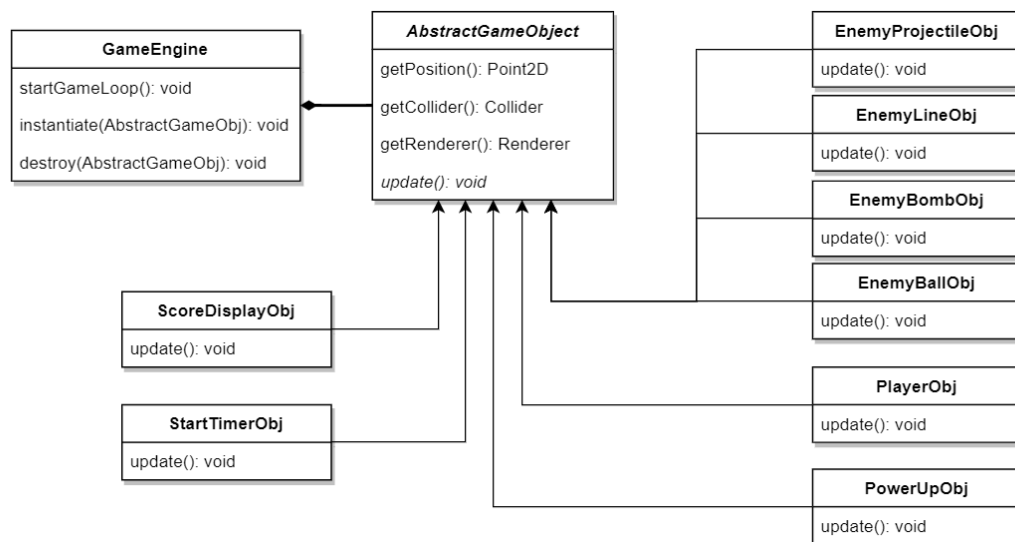 GameEngine
startGameLoop(): void
instantiate(AbstractGameObj): void
destroy(AbstractGameObj): void
AbstractGameObject
getPosition(): Point2D
getCollider(): Collider
getRenderer(): Renderer
update(): void
EnemyProjectileObj
update(): void
EnemyLineObj
update(): void
EnemyBombObj
update(): void
EnemyBallObj
update(): void
ScoreDisplayObj
update(): void
StartTimerObj
update(): void
PlayerObj
update(): void
PowerUpObj
update(): void